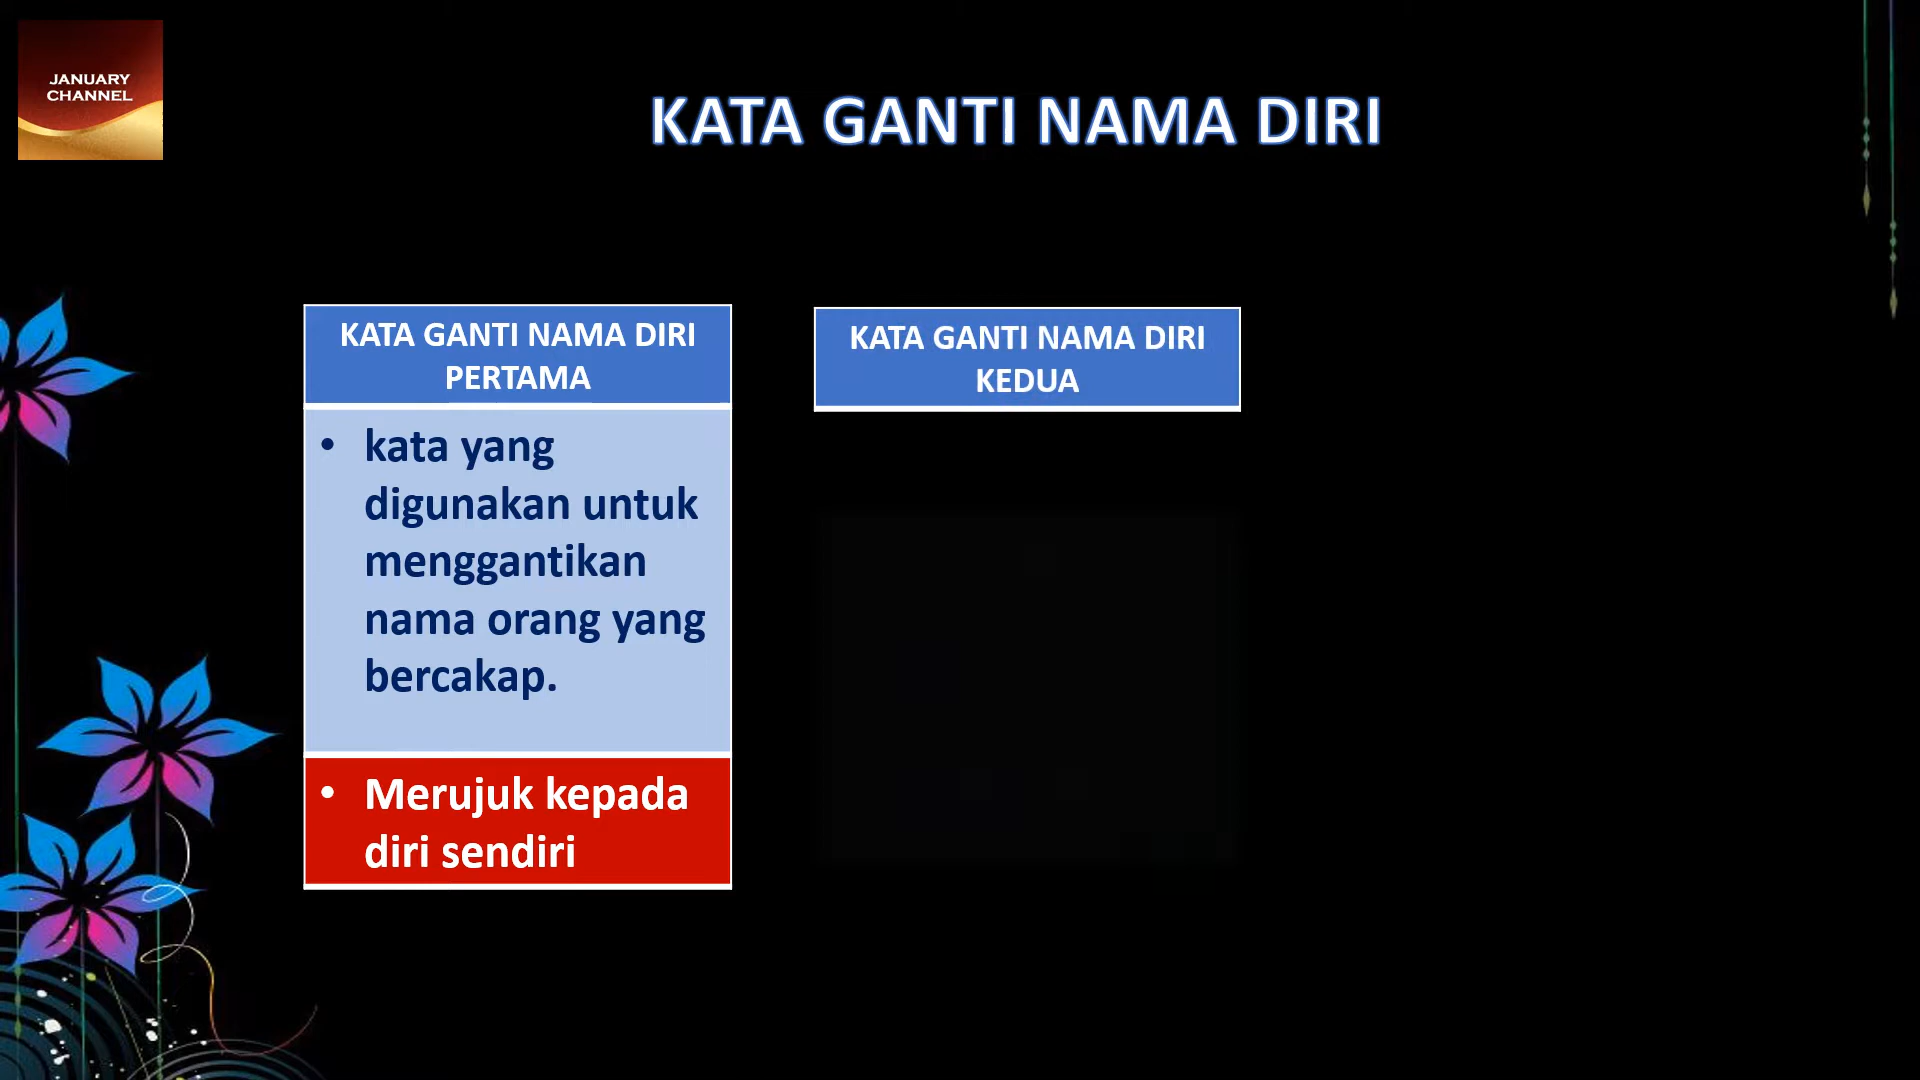 JANUARY
CHANNEL
KATA GANTI NAMA DIRI
KATA GANTI NAMA DIRI
PERTAMA
• kata yang
digunakan untuk
menggantikan
nama orang yang
bercakap.
• Merujuk kepada
diri sendiri
KATA GANTI NAMA DIRI
KEDUA